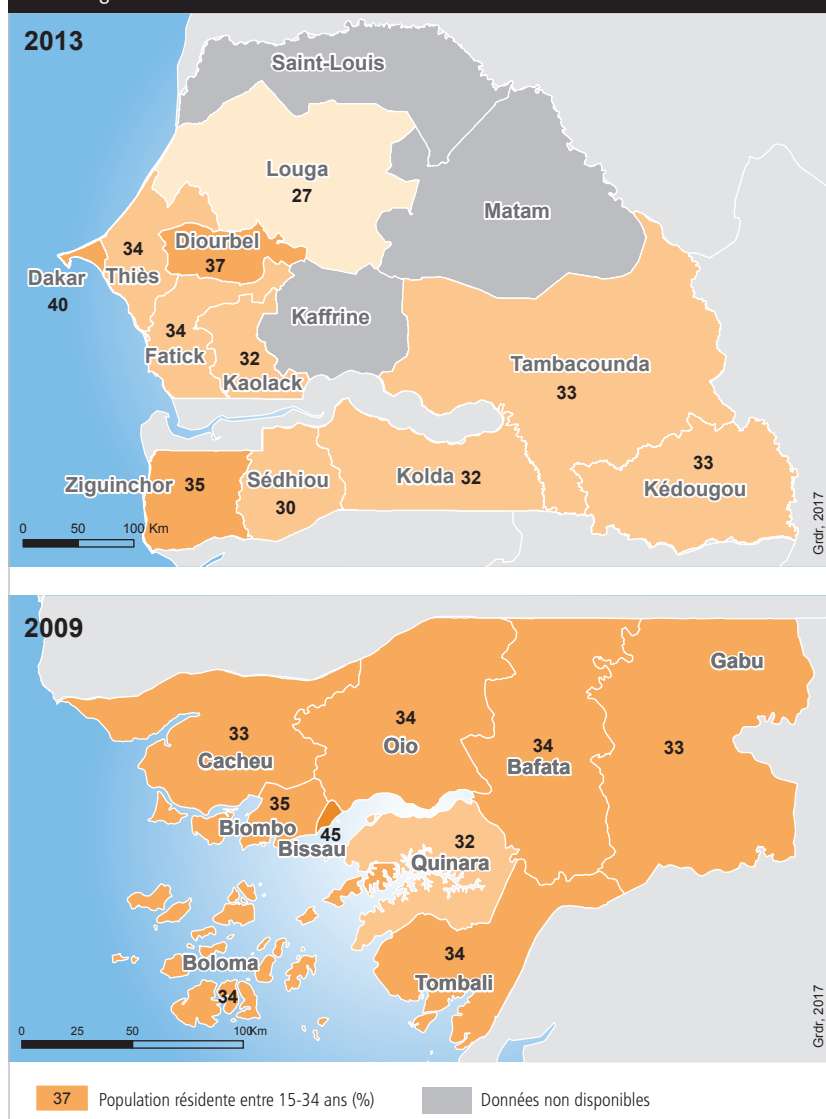 2013
Saint-Louis
Louga
27
Matam
Diourbel
37
34
Thiès
Dakar
40
Kaffrine
34
Fatick
32
Kaolack
Tambacounda
33
Ziguinchor 35
Sédhiou
30
Kolda 32
33
Kédougou
0 50 100 Km
Grdr, 2017
2009
Gabu
33
34
Oio
33
Cacheu
34
Bafata
35
Biombo
45
Bissau
32
Quinara
Boloma
34
34
Tombali
0 25 50 100Km
Grdr, 2017
37 Population résidente entre 15-34 ans (%)
Données non disponibles